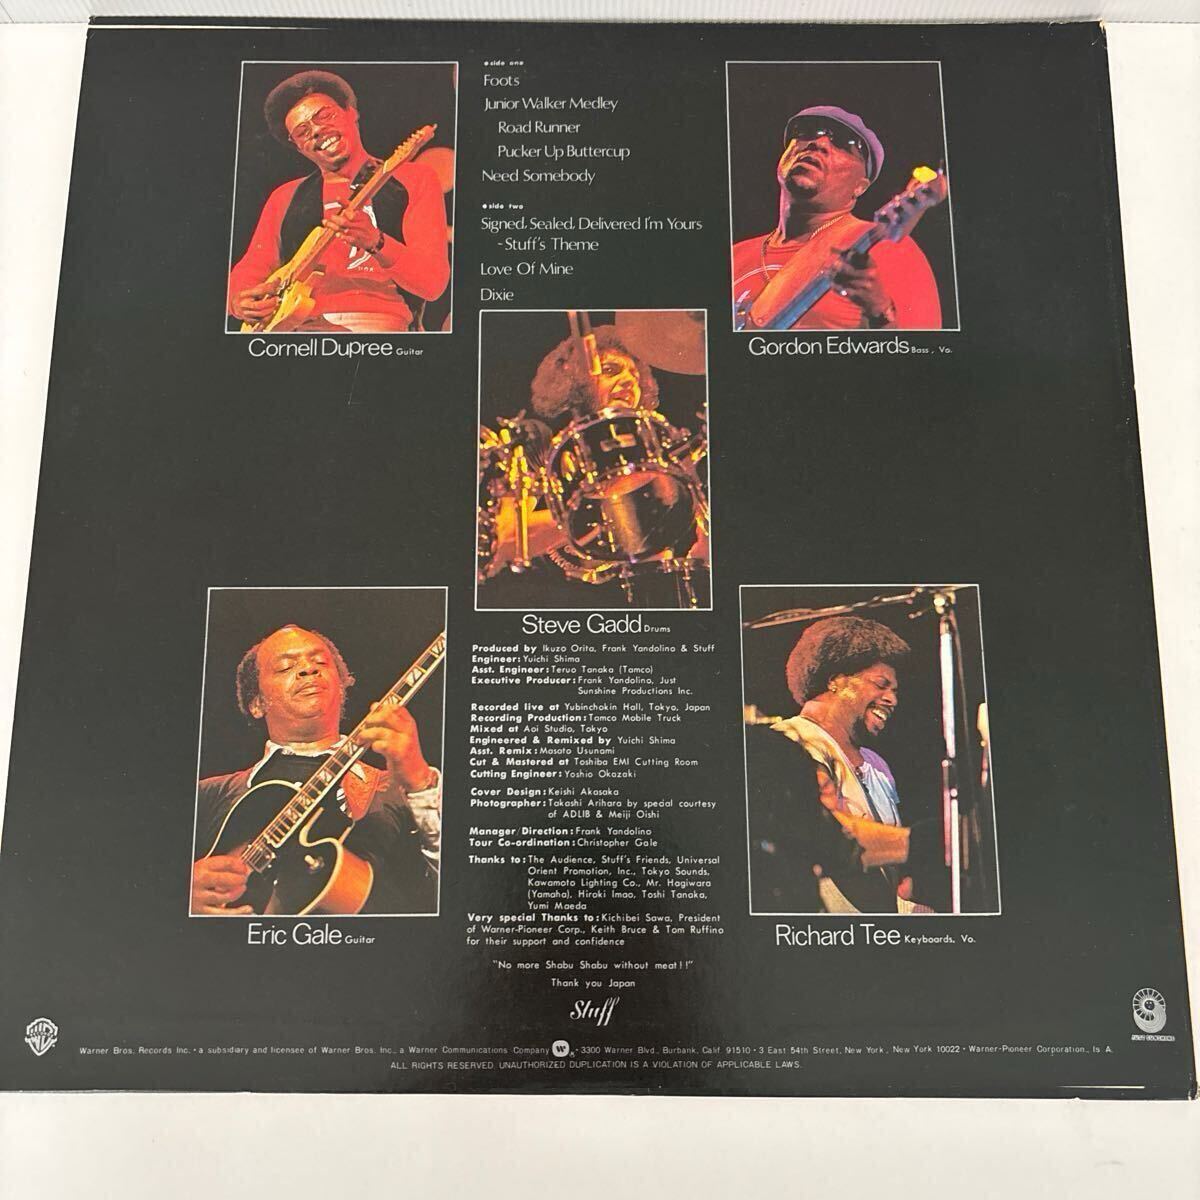 side one
Foots
Junior Walker Medley
Road Runner
Pucker Up Buttercup
Need Somebody
side two
Signed, Sealed, Delivered I'm Yours
-Stuff's Theme
Love Of Mine
Dixie
Cornell Dupree Guitar
Gordon Edwards Bass, Vo.
Steve Gadd Drums
Produced by Ikuzo Orita, Frank Yandolino & Stuff
Engineer: Yuichi Shima
Asst. Engineer: Teruo Tanaka (Tamco)
Executive Producer: Frank Yandolino, Just
Sunshine Productions Inc.
Recorded live at Yubinchokin Hall, Tokyo, Japan
Recording Production: Tamco Mobile Truck
Mixed at Aoi Studio, Tokyo
Engineered & Remixed by Yuichi Shima
Asst. Remix: Masato Usunami
Cut & Mastered at Toshiba EMI Cutting Room
Cutting Engineer: Yoshio Okazaki
Cover Design: Keishi Akasaka
Photographer: Takashi Arihara by special courtesy
of ADLIB & Meiji Oishi
Manager/Direction: Frank Yandolino
Tour Co-ordination: Christopher Gale
Thanks to: The Audience, Stuff's Friends, Universal
Orient Promotion, Inc., Tokyo Sounds,
Kawamoto Lighting Co., Mr. Hagiwara
(Yamaha), Hiroki Imao, Toshi Tanaka,
Yumi Maeda
Very special Thanks to: Kichibei Sawa, President
of Warner-Pioneer Corp., Keith Bruce & Tom Ruffino
for their support and confidence
"No more Shabu Shabu without meat!!"
Thank you Japan
Stuff
Eric Gale Guitar
Richard Tee Keyboards, Vo.
JUST SUNSHINE
Warner Bros. Records Inc. • a subsidiary and licensee of Warner Bros. Inc., a Warner Communications Company W • 3300 Warner Blvd., Burbank, Calif. 91510 • 3 East 54th Street, New York, New York 10022 • Warner-Pioneer Corporation., Is A.
ALL RIGHTS RESERVED. UNAUTHORIZED DUPLICATION IS A VIOLATION OF APPLICABLE LAWS.